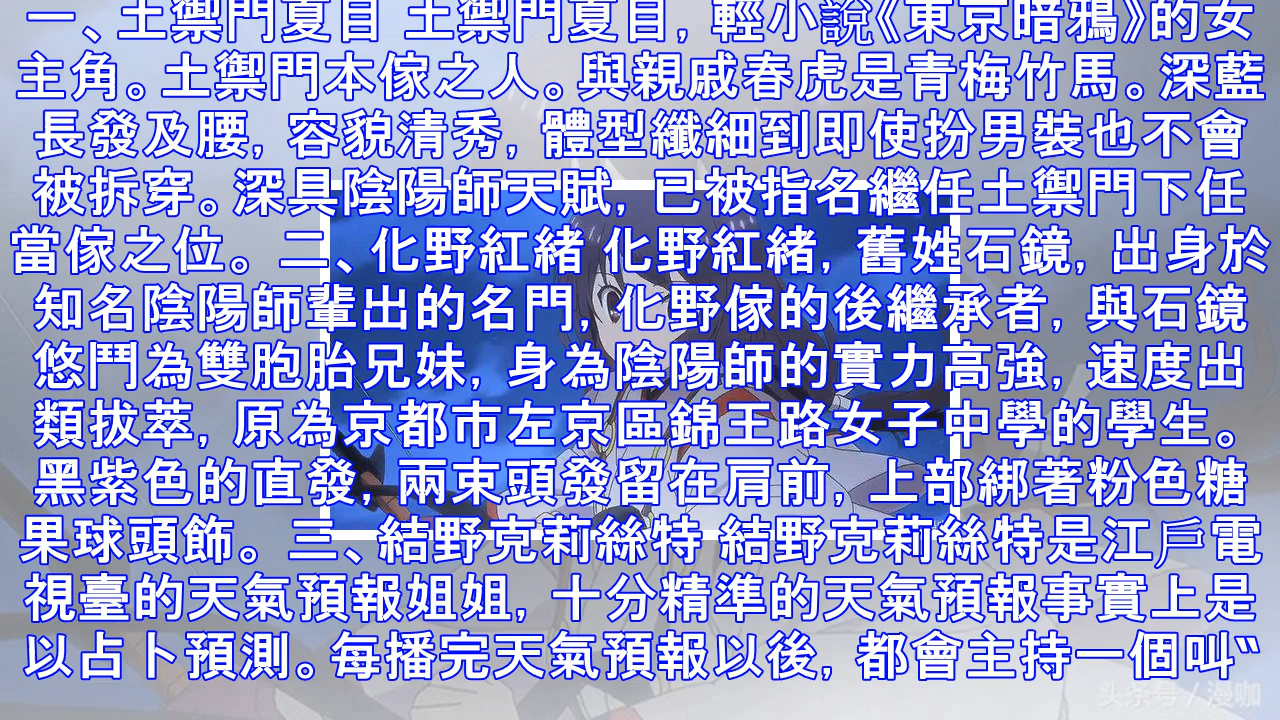 一、土禦門夏目 土禦門夏目, 輕小說《東京暗鴉》的女
主角。土禦門本傢之人。與親戚春虎是青梅竹馬。深藍
長發及腰, 容貌清秀, 體型纖細到即使扮男裝也不會
被拆穿。深具陰陽師天賦, 已被指名繼任土禦門下任
當傢之位。 二、化野紅緒 化野紅緒, 舊姓石鏡, 出身於
知名陰陽師輩出的名門, 化野傢的後繼承者, 與石鏡
悠鬥為雙胞胎兄妹, 身為陰陽師的實力高強, 速度出
類拔萃, 原為京都市左京區錦王路女子中學的學生。
黑紫色的直發, 兩束頭發留在肩前, 上部綁著粉色糖
果球頭飾。 三、結野克莉絲特 結野克莉絲特是江戶電
視臺的天氣預報姐姐, 十分精準的天氣預報事實上是
以占卜預測。每播完天氣預報以後, 都會主持一個叫“
头条号 / 漫咖